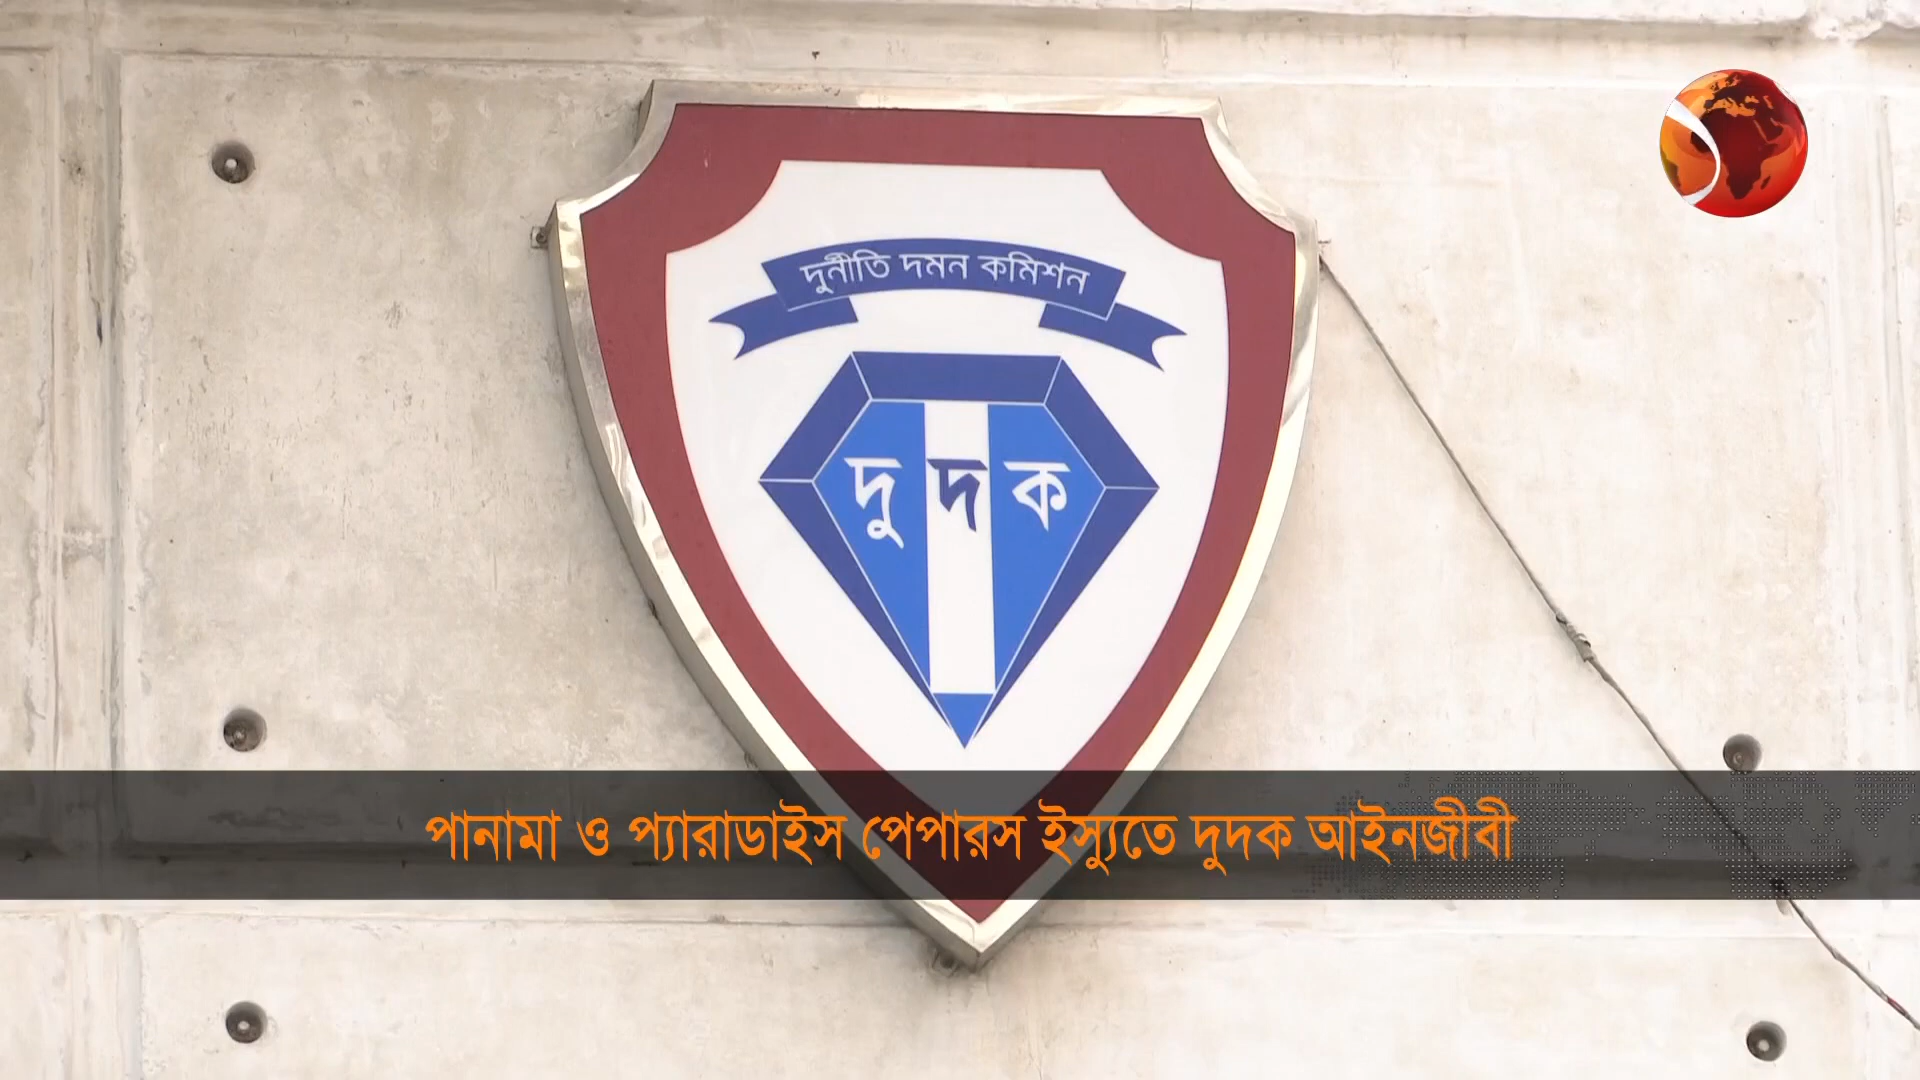 দুর্নীতি দমন কমিশন
দুদক
পানামা ও প্যারাডাইস পেপারস ইস্যুতে দুদক আইনজীবী